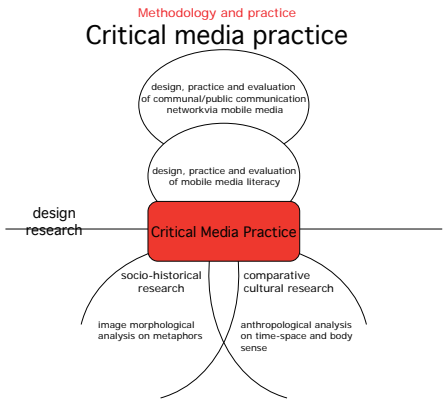 Methodology and practice
Critical media practice
design, practice and evaluation
of communal/public communication
networkvia mobile media
design, practice and evaluation
of mobile media literacy
design
research
Critical Media Practice
socio-historical
research
comparative
cultural research
image morphological
analysis on metaphors
anthropological analysis
on time-space and body
sense